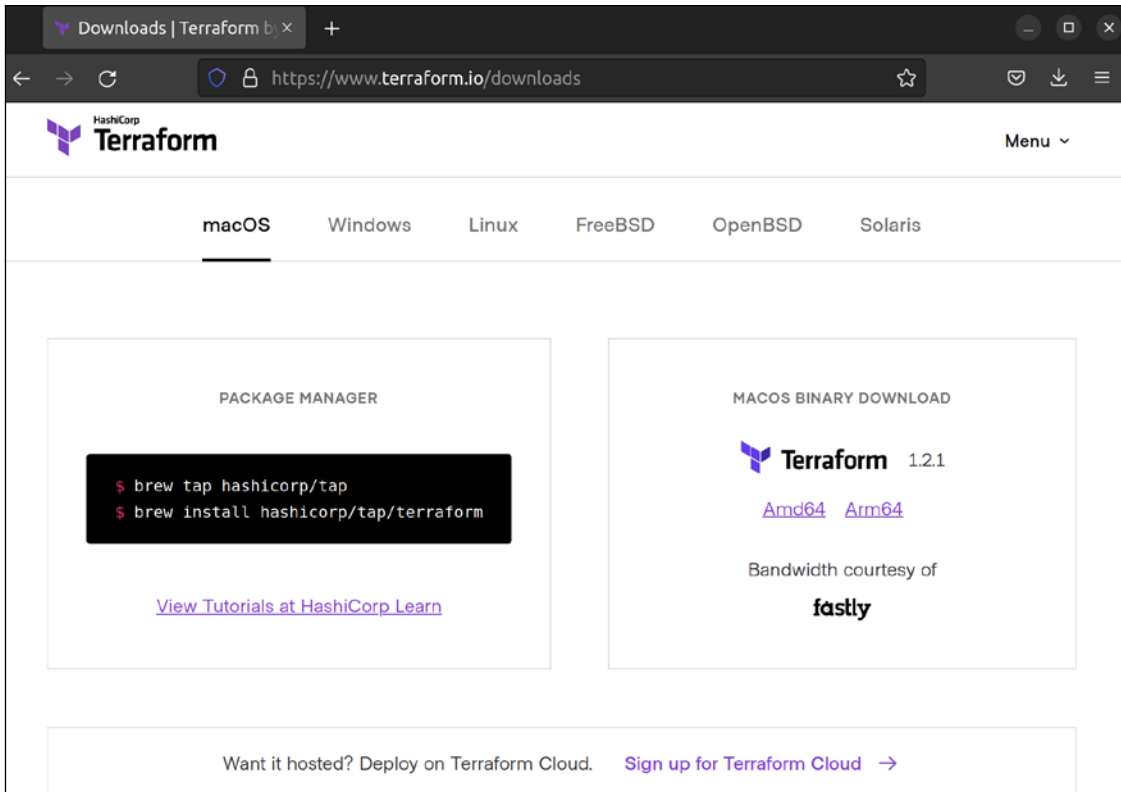 Downloads | Terraform by
https://www.terraform.io/downloads
HashiCorp
Terraform
Menu
macOS Windows Linux FreeBSD OpenBSD Solaris
PACKAGE MANAGER
$ brew tap hashicorp/tap
$ brew install hashicorp/tap/terraform
View Tutorials at HashiCorp Learn
MACOS BINARY DOWNLOAD
Terraform 1.2.1
Amd64 Arm64
Bandwidth courtesy of
fastly
Want it hosted? Deploy on Terraform Cloud. Sign up for Terraform Cloud →